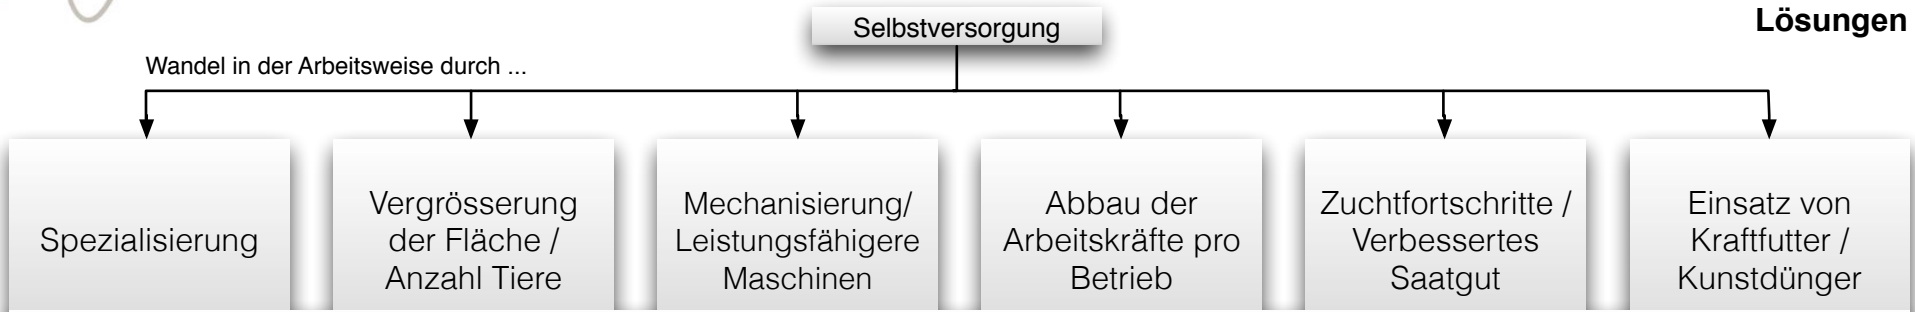 Selbstversorgung
Lösungen
Wandel in der Arbeitsweise durch ...
Spezialisierung
Vergrösserung
der Fläche /
Anzahl Tiere
Mechanisierung/
Leistungsfähigere
Maschinen
Abbau der
Arbeitskräfte pro
Betrieb
Zuchtfortschritte /
Verbessertes
Saatgut
Einsatz von
Kraftfutter /
Kunstdünger